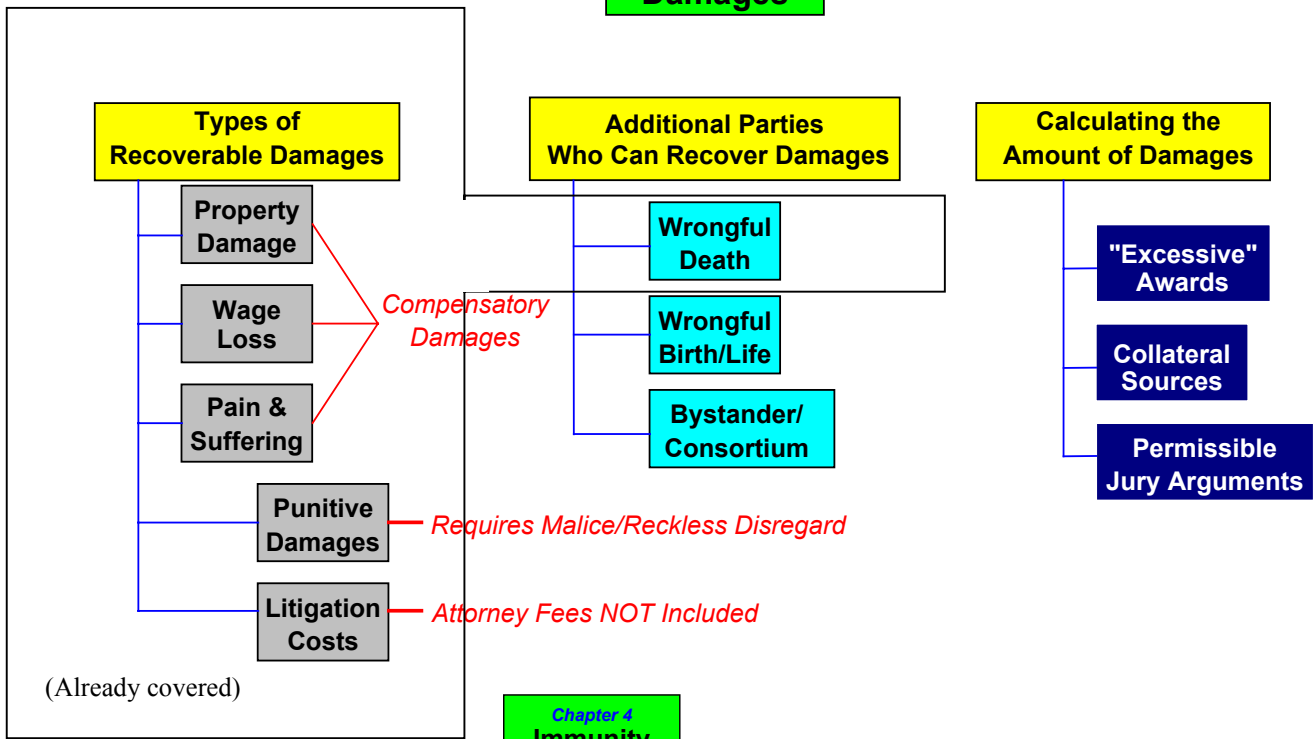 Damages
Types of
Recoverable Damages
Property
Damage
Wage
Loss
Pain &
Suffering
Compensatory
Damages
Punitive
Damages
Requires Malice/Reckless Disregard
Litigation
Costs
Attorney Fees NOT Included
(Already covered)
Additional Parties
Who Can Recover Damages
Wrongful
Death
Wrongful
Birth/Life
Bystander/
Consortium
Calculating the
Amount of Damages
"Excessive"
Awards
Collateral
Sources
Permissible
Jury Arguments
Chapter 4
Immunity